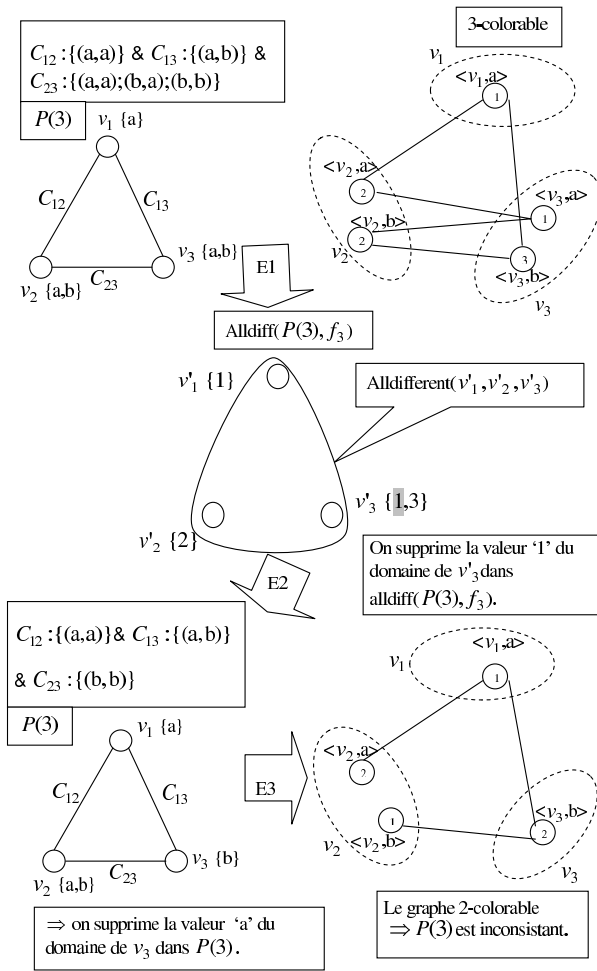 C12 :{(a,a)} & C13 :{(a,b)} &
C23 :{(a,a);(b,a);(b,b)}
P(3)
v1 {a}
C12
C13
v3 {a,b}
v2 {a,b}
C23
3-colorable
v1
<v1,a>
1
<v2,a>
2
<v2,b>
2
v2
<v3,a>
1
3
<v3,b>
v3
E1
Alldiff(P(3), f3)
v'1 {1}
Alldifferent(v'1,v'2,v'3)
v'3 {1,3}
v'2 {2}
On supprime la valeur ‘1’ du
domaine de v'3 dans
alldiff(P(3), f3).
E2
C12 :{(a,a)}& C13 :{(a,b)}
& C23 :{(b,b)}
P(3)
v1 {a}
C12
C13
v3 {b}
v2 {a,b}
C23
E3
<v1,a>
v1
1
<v2,a>
2
1
v2 <v2,b>
<v3,b>
2
v3
⇒ on supprime la valeur ‘a’ du
domaine de v3 dans P(3).
Le graphe 2-colorable
⇒ P(3) est inconsistant.